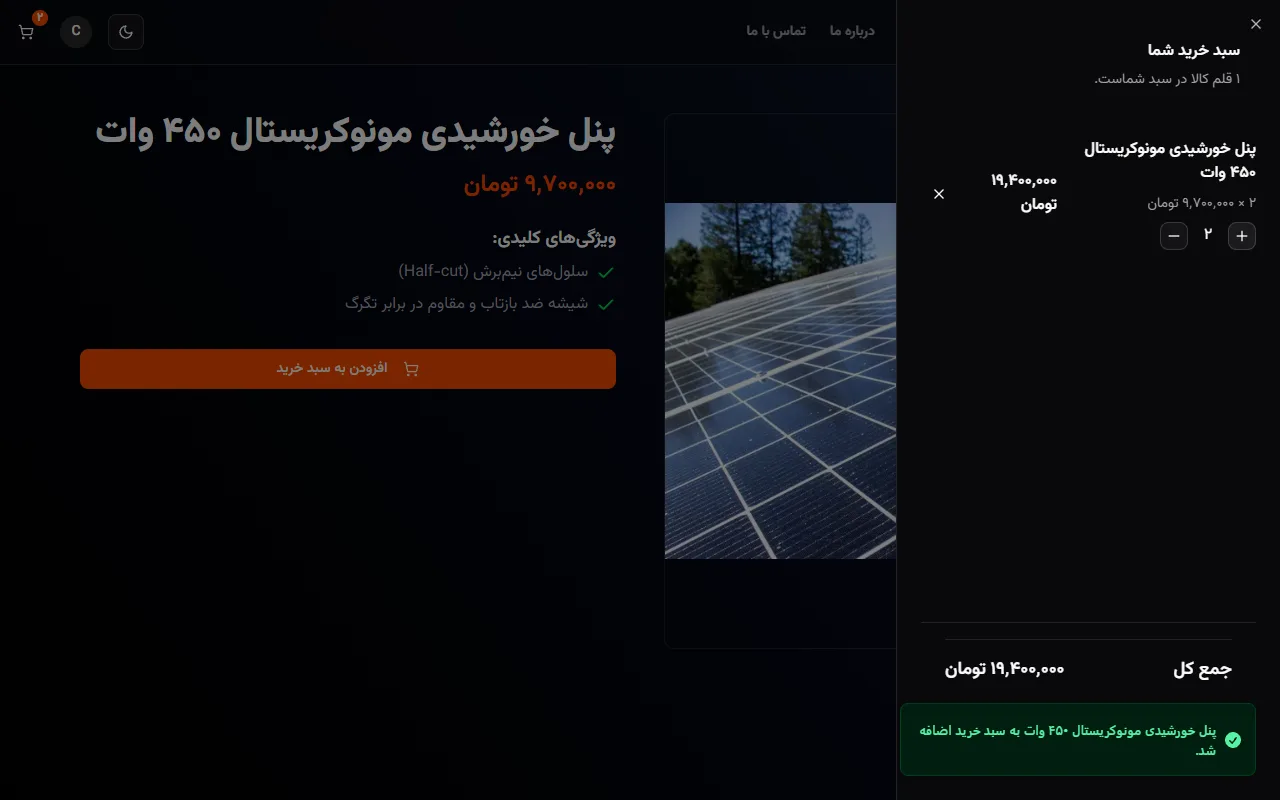 سبد خرید شما
۱ قلم کالا در سبد شماست.
پنل خورشیدی مونوکریستال
۴۵۰ وات
۲ × ۹,۷۰۰,۰۰۰ تومان
۲
۱۹,۴۰۰,۰۰۰
تومان
جمع کل
۱۹,۴۰۰,۰۰۰ تومان
پنل خورشیدی مونوکریستال ۴۵۰ وات به سبد خرید اضافه
شد.
درباره ما
تماس با ما
C
۲
پنل خورشیدی مونوکریستال ۴۵۰ وات
۹,۷۰۰,۰۰۰ تومان
ویژگی‌های کلیدی:
سلول‌های نیم‌برش (Half-cut)
شیشه ضد بازتاب و مقاوم در برابر تگرگ
افزودن به سبد خرید